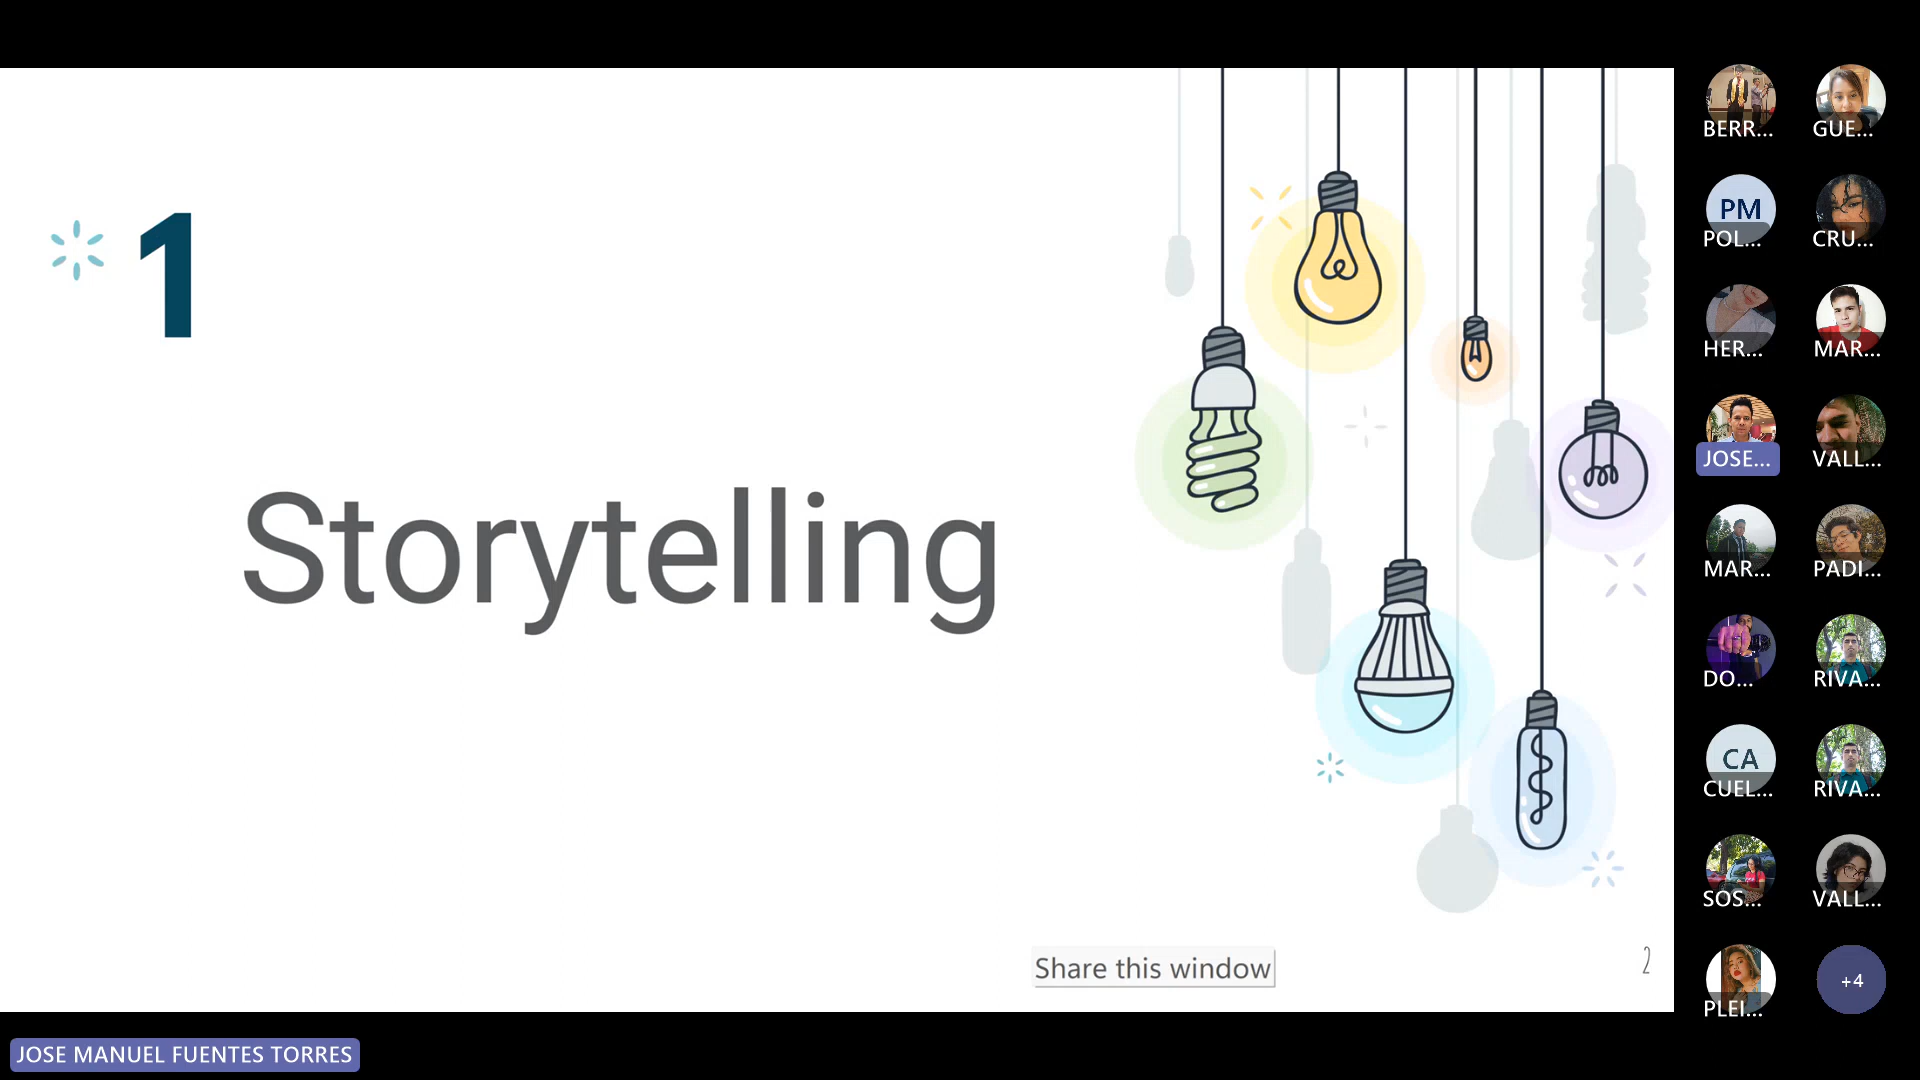 1
Storytelling
Share this window
2
BERR...
GUE...
PM
POL...
CRU...
HER...
MAR...
JOSE...
VALL...
MAR...
PADI...
DO...
RIVA...
CA
CUEL...
RIVA...
SOS...
VALL...
PLEI...
+4
JOSE MANUEL FUENTES TORRES